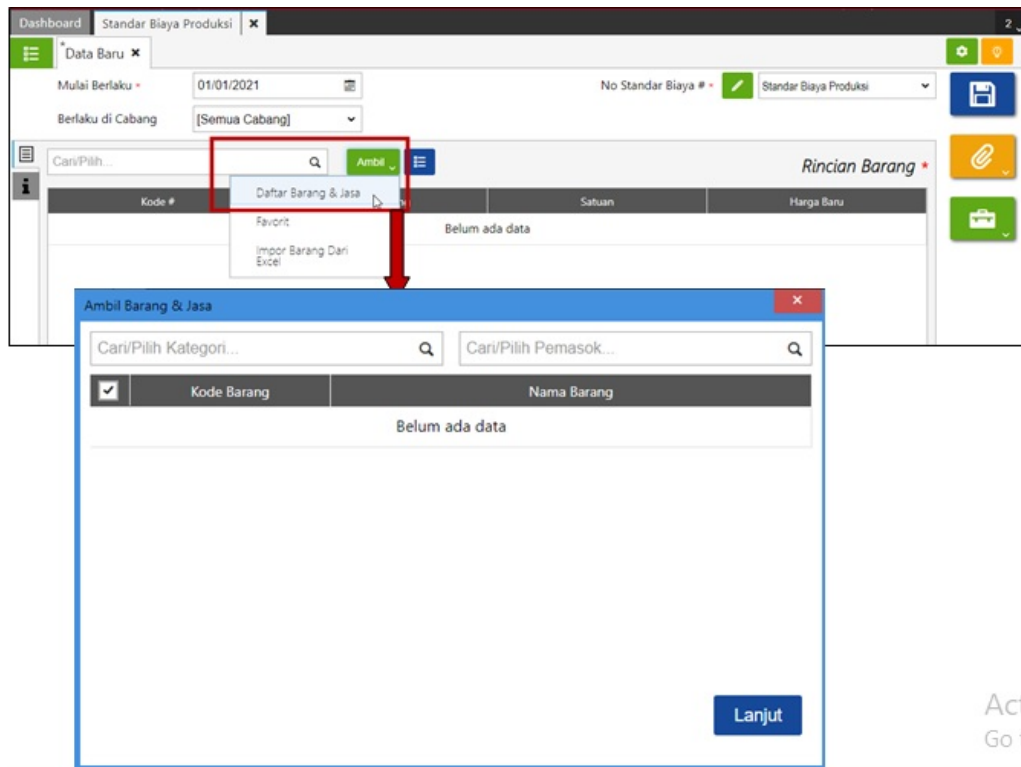 Dashboard Standar Biaya Produksi 2
*Data Baru
Mulai Berlaku * 01/01/2021 No Standar Biaya # * Standar Biaya Produksi
Berlaku di Cabang [Semua Cabang]
Cari/Pilih... Ambil Rincian Barang *
Kode # Satuan Harga Baru
Daftar Barang & Jasa
Belum ada data
Favorit
Impor Barang Dari
Excel
Ambil Barang & Jasa
Cari/Pilih Kategori... Cari/Pilih Pemasok...
Kode Barang Nama Barang
Belum ada data
Lanjut